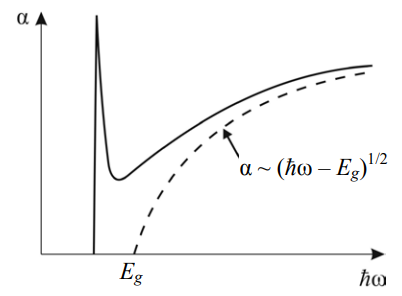 α
α ~ (ħω – E_g)^{1/2}
E_g
ħω